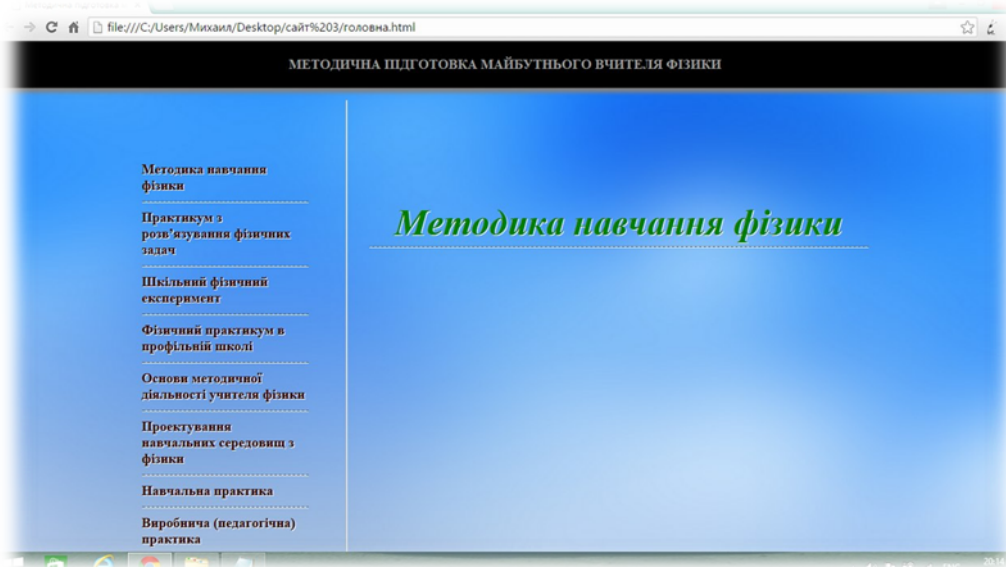 file:///C:/Users/Михаил/Desktop/сайт%203/головна.html
МЕТОДИЧНА ПІДГОТОВКА МАЙБУТНЬОГО ВЧИТЕЛЯ ФІЗИКИ
Методика навчання
фізики
Практикум з
розв'язування фізичних
задач
Шкільний фізичний
експеримент
Фізичний практикум в
профільній школі
Основи методичної
діяльності учителя фізики
Проектування
навчальних середовищ з
фізики
Навчальна практика
Виробнича (педагогічна)
практика
Методика навчання фізики